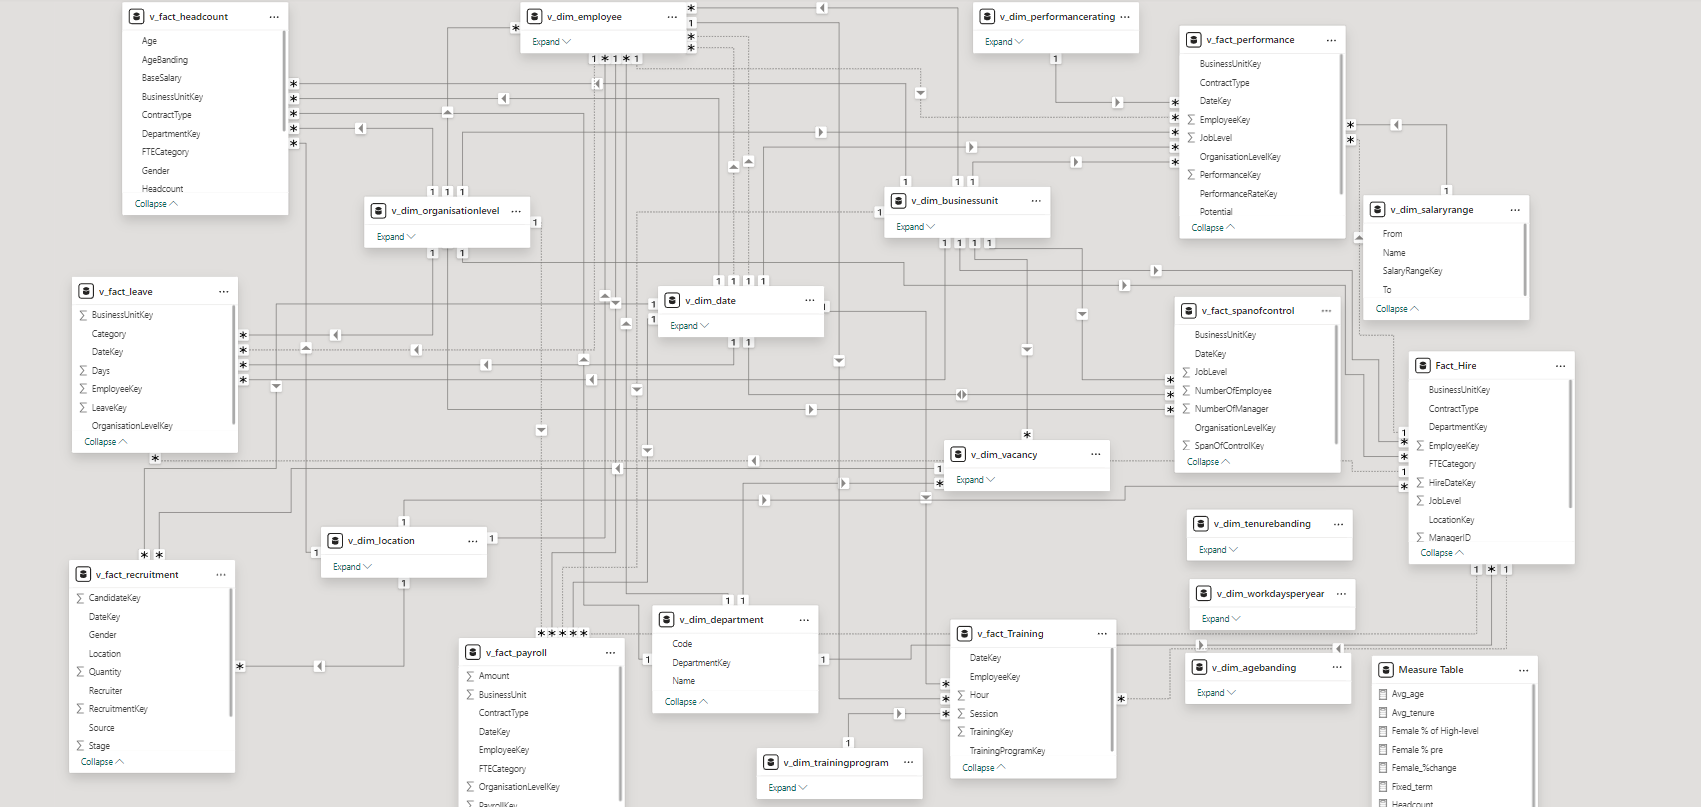 v_fact_headcount
Age
AgeBanding
BaseSalary
BusinessUnitKey
ContractType
DepartmentKey
FTECategory
Gender
Headcount
Collapse
v_dim_employee
Expand
v_dim_performancerating
Expand
v_fact_performance
BusinessUnitKey
ContractType
DateKey
EmployeeKey
JobLevel
OrganisationLevelKey
PerformanceKey
PerformanceRateKey
Potential
Collapse
v_dim_organisationlevel
Expand
v_dim_businessunit
Expand
v_dim_salaryrange
From
Name
SalaryRangeKey
To
Collapse
v_fact_leave
BusinessUnitKey
Category
DateKey
Days
EmployeeKey
LeaveKey
OrganisationLevelKey
Collapse
v_dim_date
Expand
v_fact_spanofcontrol
BusinessUnitKey
DateKey
JobLevel
NumberOfEmployee
NumberOfManager
OrganisationLevelKey
SpanOfControlKey
Collapse
Fact_Hire
BusinessUnitKey
ContractType
DepartmentKey
EmployeeKey
FTECategory
HireDateKey
JobLevel
LocationKey
ManagerID
Collapse
v_dim_vacancy
Expand
v_dim_tenurebanding
Expand
v_dim_location
Expand
v_fact_recruitment
CandidateKey
DateKey
Gender
Location
Quantity
Recruiter
RecruitmentKey
Source
Stage
Collapse
v_dim_workdaysperyear
Expand
v_dim_department
Code
DepartmentKey
Name
Collapse
v_fact_Training
DateKey
EmployeeKey
Hour
Session
TrainingKey
TrainingProgramKey
Collapse
v_fact_payroll
Amount
BusinessUnit
ContractType
DateKey
EmployeeKey
FTECategory
OrganisationLevelKey
PayrollKey
v_dim_agebanding
Expand
Measure Table
Avg_age
Avg_tenure
Female % of High-level
Female % pre
Female_%change
Fixed_term
Headcount
v_dim_trainingprogram
Expand